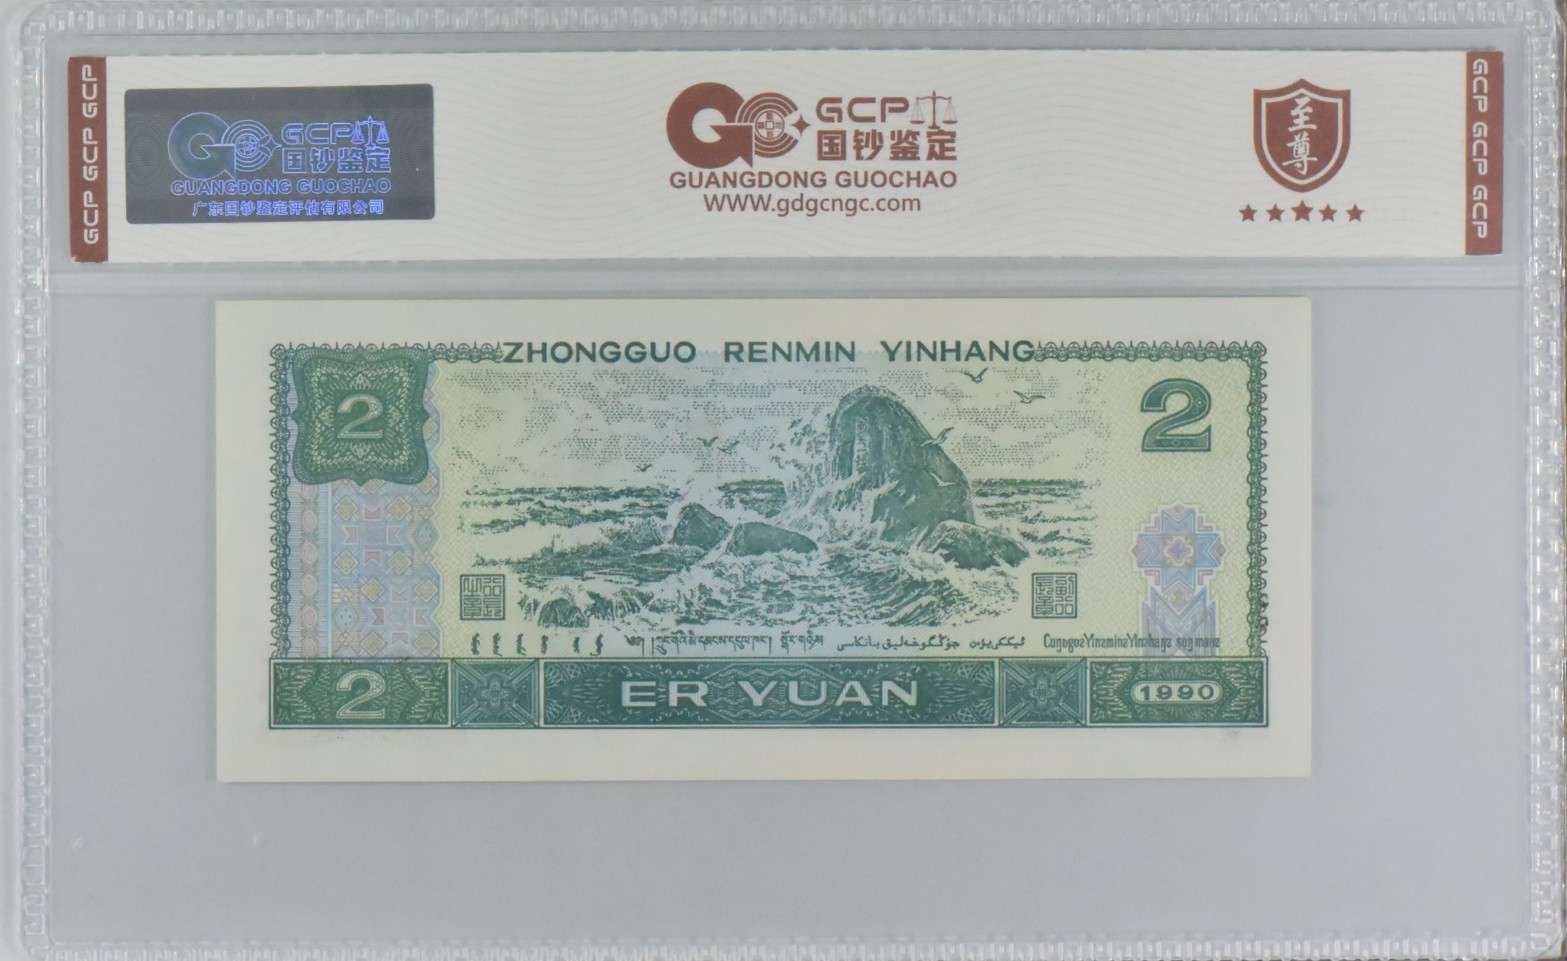 GCP GCP GCP
GCP
国钞鉴定
GUANGDONG GUOCHAO
广东国钞鉴定评估有限公司
GCP
国钞鉴定
GUANGDONG GUOCHAO
WWW.gdgcngc.com
至尊
GCP GCP GCP
ZHONGGUO RENMIN YINHANG
2
2
2
ER YUAN
1990